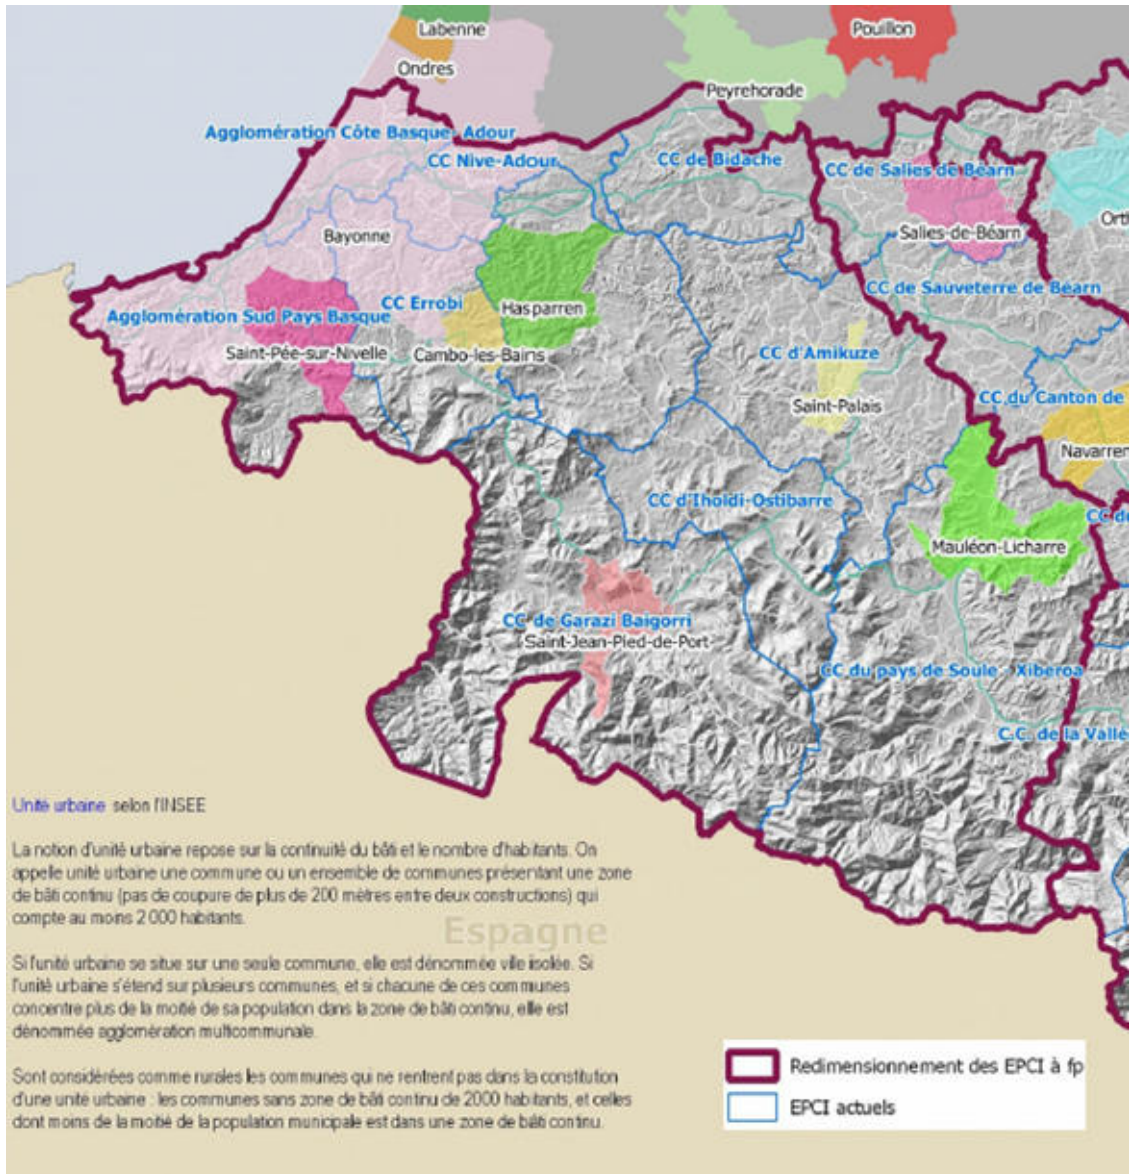 Labenne
Pouillon
Ondres
Peyrehorade
Agglomération Côte Basque- Adour
CC Nive-Adour
CC de Bidache
CC de Salies de Béarn
Orth
Bayonne
Salies-de-Béarn
CC de Sauveterre de Béarn
CC Errobi
Hasparren
Agglomération Sud Pays Basque
Saint-Pée-sur-Nivelle
Cambo-les-Bains
CC d'Amikuze
Saint-Palais
CC du Canton de
Navarren
CC d'Iholdi-Ostibarre
CC de
Mauléon-Licharre
CC de Garazi Baigorri
Saint-Jean-Pied-de-Port
CC du pays de Soule - Xiberoa
C.C. de la Vallé
Unité urbaine selon l'INSEE
La notion d'unité urbaine repose sur la continuité du bâti et le nombre d'habitants. On
appelle unité urbaine une commune ou un ensemble de communes présentant une zone
de bâti continu (pas de coupure de plus de 200 mètres entre deux constructions) qui
compte au moins 2 000 habitants.
Espagne
Si l'unité urbaine se situe sur une seule commune, elle est dénommée ville isolée. Si
l'unité urbaine s'étend sur plusieurs communes, et si chacune de ces communes
concentre plus de la moitié de sa population dans la zone de bâti continu, elle est
dénommée agglomération multicommunale.
Sont considérées comme rurales les communes qui ne rentrent pas dans la constitution
d'une unité urbaine : les communes sans zone de bâti continu de 2000 habitants, et celles
dont moins de la moitié de la population municipale est dans une zone de bâti continu.
Redimensionnement des EPCI à fp
EPCI actuels